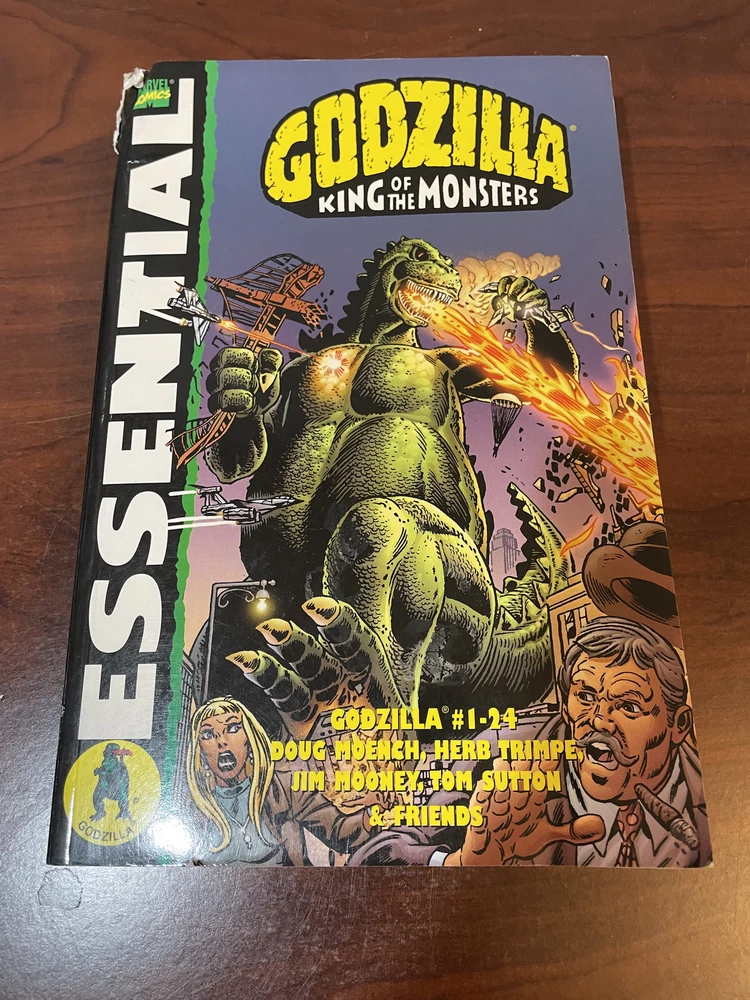 MARVEL®
COMICS
ESSENTIAL
GODZILLA®
KING OF THE MONSTERS
GODZILLA® #1-24
DOUG MOENCH, HERB TRIMPE,
JIM MOONEY, TOM SUTTON
& FRIENDS
GODZILLA